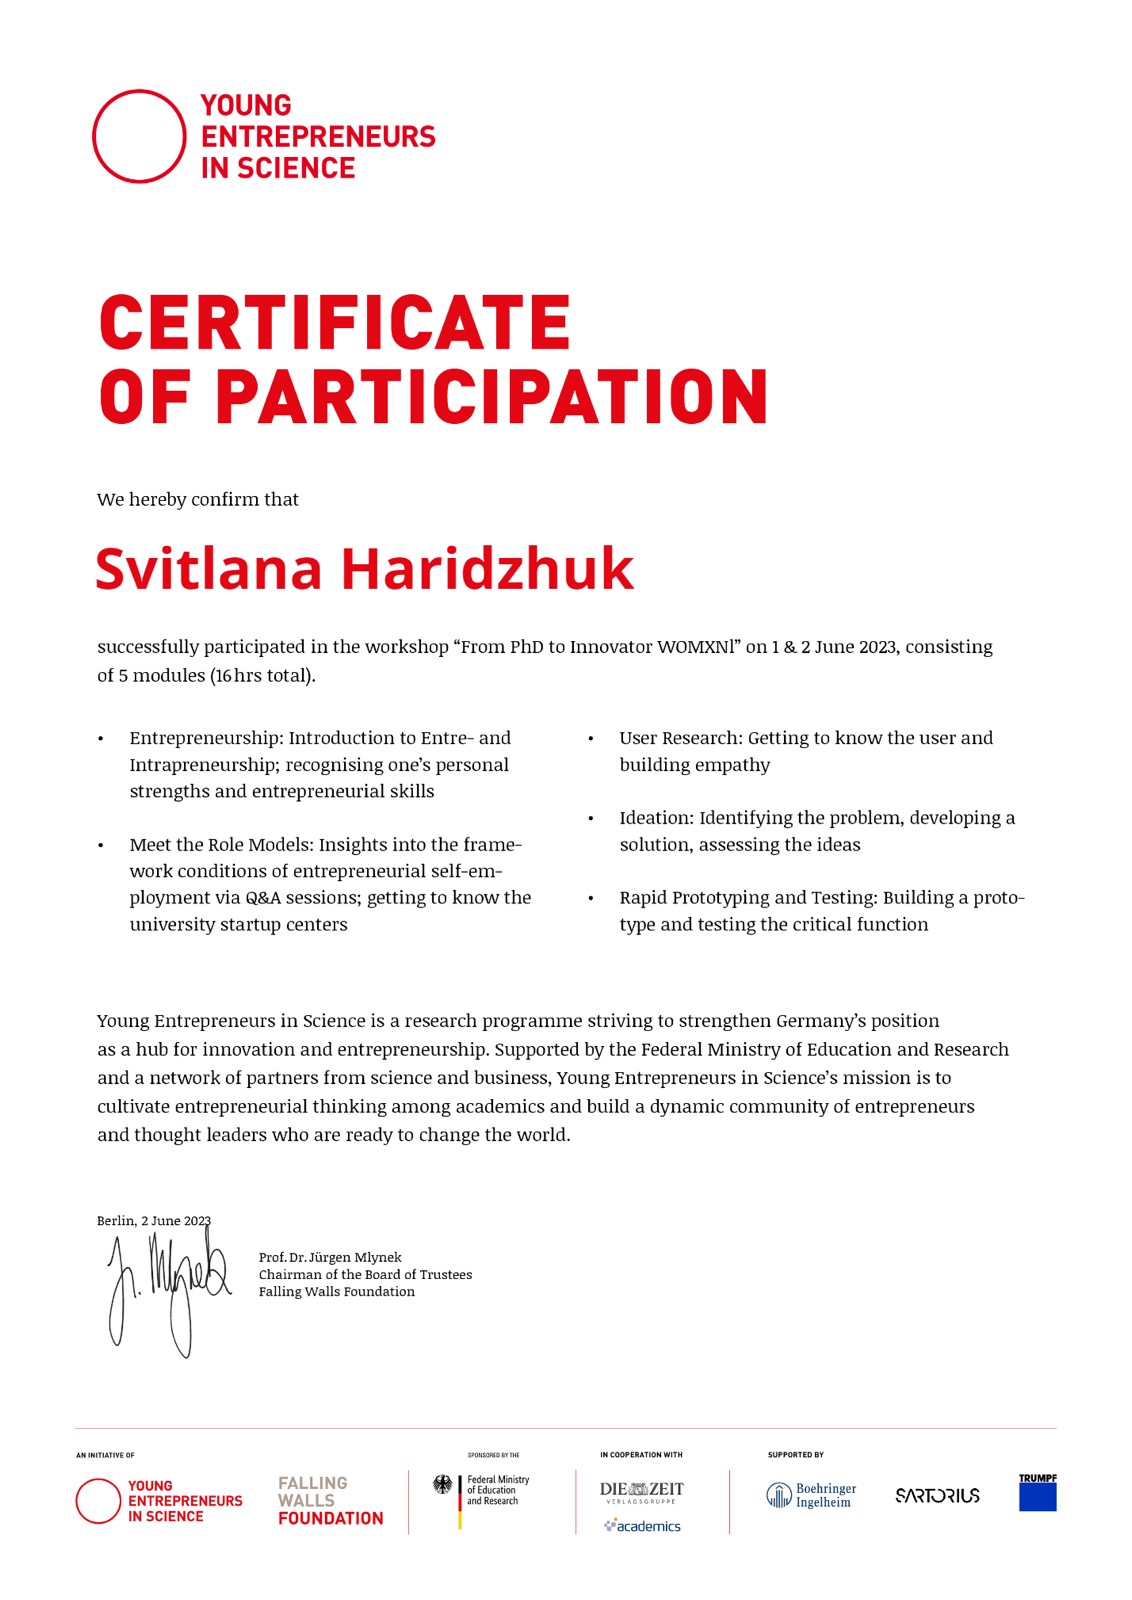 YOUNG
ENTREPRENEURS
IN SCIENCE
CERTIFICATE
OF PARTICIPATION
We hereby confirm that
Svitlana Haridzhuk
successfully participated in the workshop “From PhD to Innovator WOMXNl” on 1 & 2 June 2023, consisting
of 5 modules (16 hrs total).
• Entrepreneurship: Introduction to Entre- and
Intrapreneurship; recognising one’s personal
strengths and entrepreneurial skills
• Meet the Role Models: Insights into the frame-
work conditions of entrepreneurial self-em-
ployment via Q&A sessions; getting to know the
university startup centers
• User Research: Getting to know the user and
building empathy
• Ideation: Identifying the problem, developing a
solution, assessing the ideas
• Rapid Prototyping and Testing: Building a proto-
type and testing the critical function
Young Entrepreneurs in Science is a research programme striving to strengthen Germany’s position
as a hub for innovation and entrepreneurship. Supported by the Federal Ministry of Education and Research
and a network of partners from science and business, Young Entrepreneurs in Science’s mission is to
cultivate entrepreneurial thinking among academics and build a dynamic community of entrepreneurs
and thought leaders who are ready to change the world.
Berlin, 2 June 2023
J. Mlynek
Prof. Dr. Jürgen Mlynek
Chairman of the Board of Trustees
Falling Walls Foundation
AN INITIATIVE OF
YOUNG
ENTREPRENEURS
IN SCIENCE
FALLING
WALLS
FOUNDATION
SPONSORED BY THE
Federal Ministry
of Education
and Research
IN COOPERATION WITH
DIE ZEIT
VERLAGSGRUPPE
academics
SUPPORTED BY
Boehringer
Ingelheim
SARTORIUS
TRUMPF